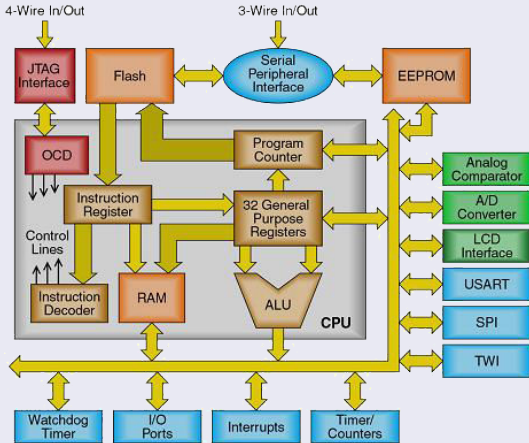 4-Wire In/Out
3-Wire In/Out
JTAG
Interface
Flash
Serial
Peripheral
Interface
EEPROM
OCD
Program
Counter
Analog
Comparator
Instruction
Register
32 General
Purpose
Registers
A/D
Converter
Control
Lines
LCD
Interface
Instruction
Decoder
RAM
ALU
CPU
USART
SPI
TWI
Watchdog
Timer
I/O
Ports
Interrupts
Timer/
Counters